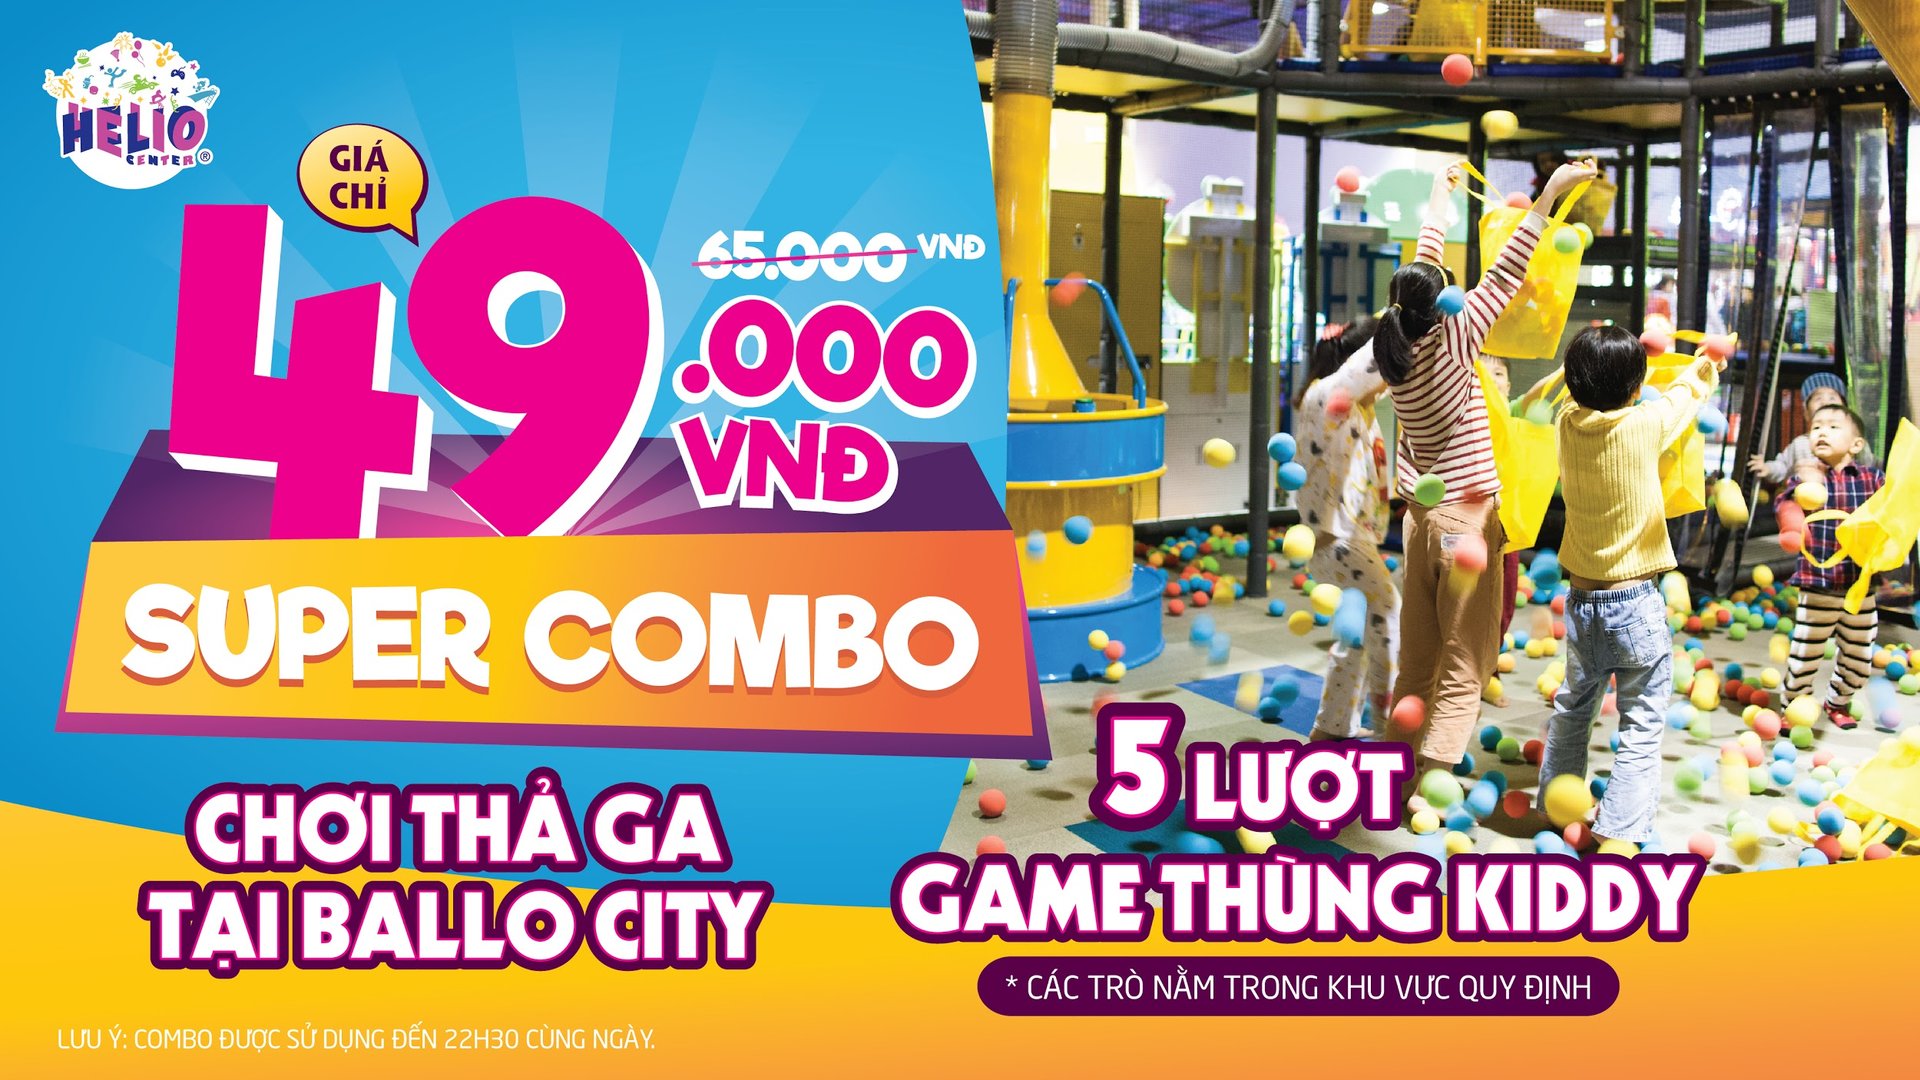 HELIO
CENTER®
GIÁ
CHỈ
65.000 VNĐ
49.000
VNĐ
SUPER COMBO
CHƠI THẢ GA
TẠI BALLO CITY
5 LƯỢT
GAME THÙNG KIDDY
* CÁC TRÒ NẰM TRONG KHU VỰC QUY ĐỊNH
LƯU Ý: COMBO ĐƯỢC SỬ DỤNG ĐẾN 22H30 CÙNG NGÀY.